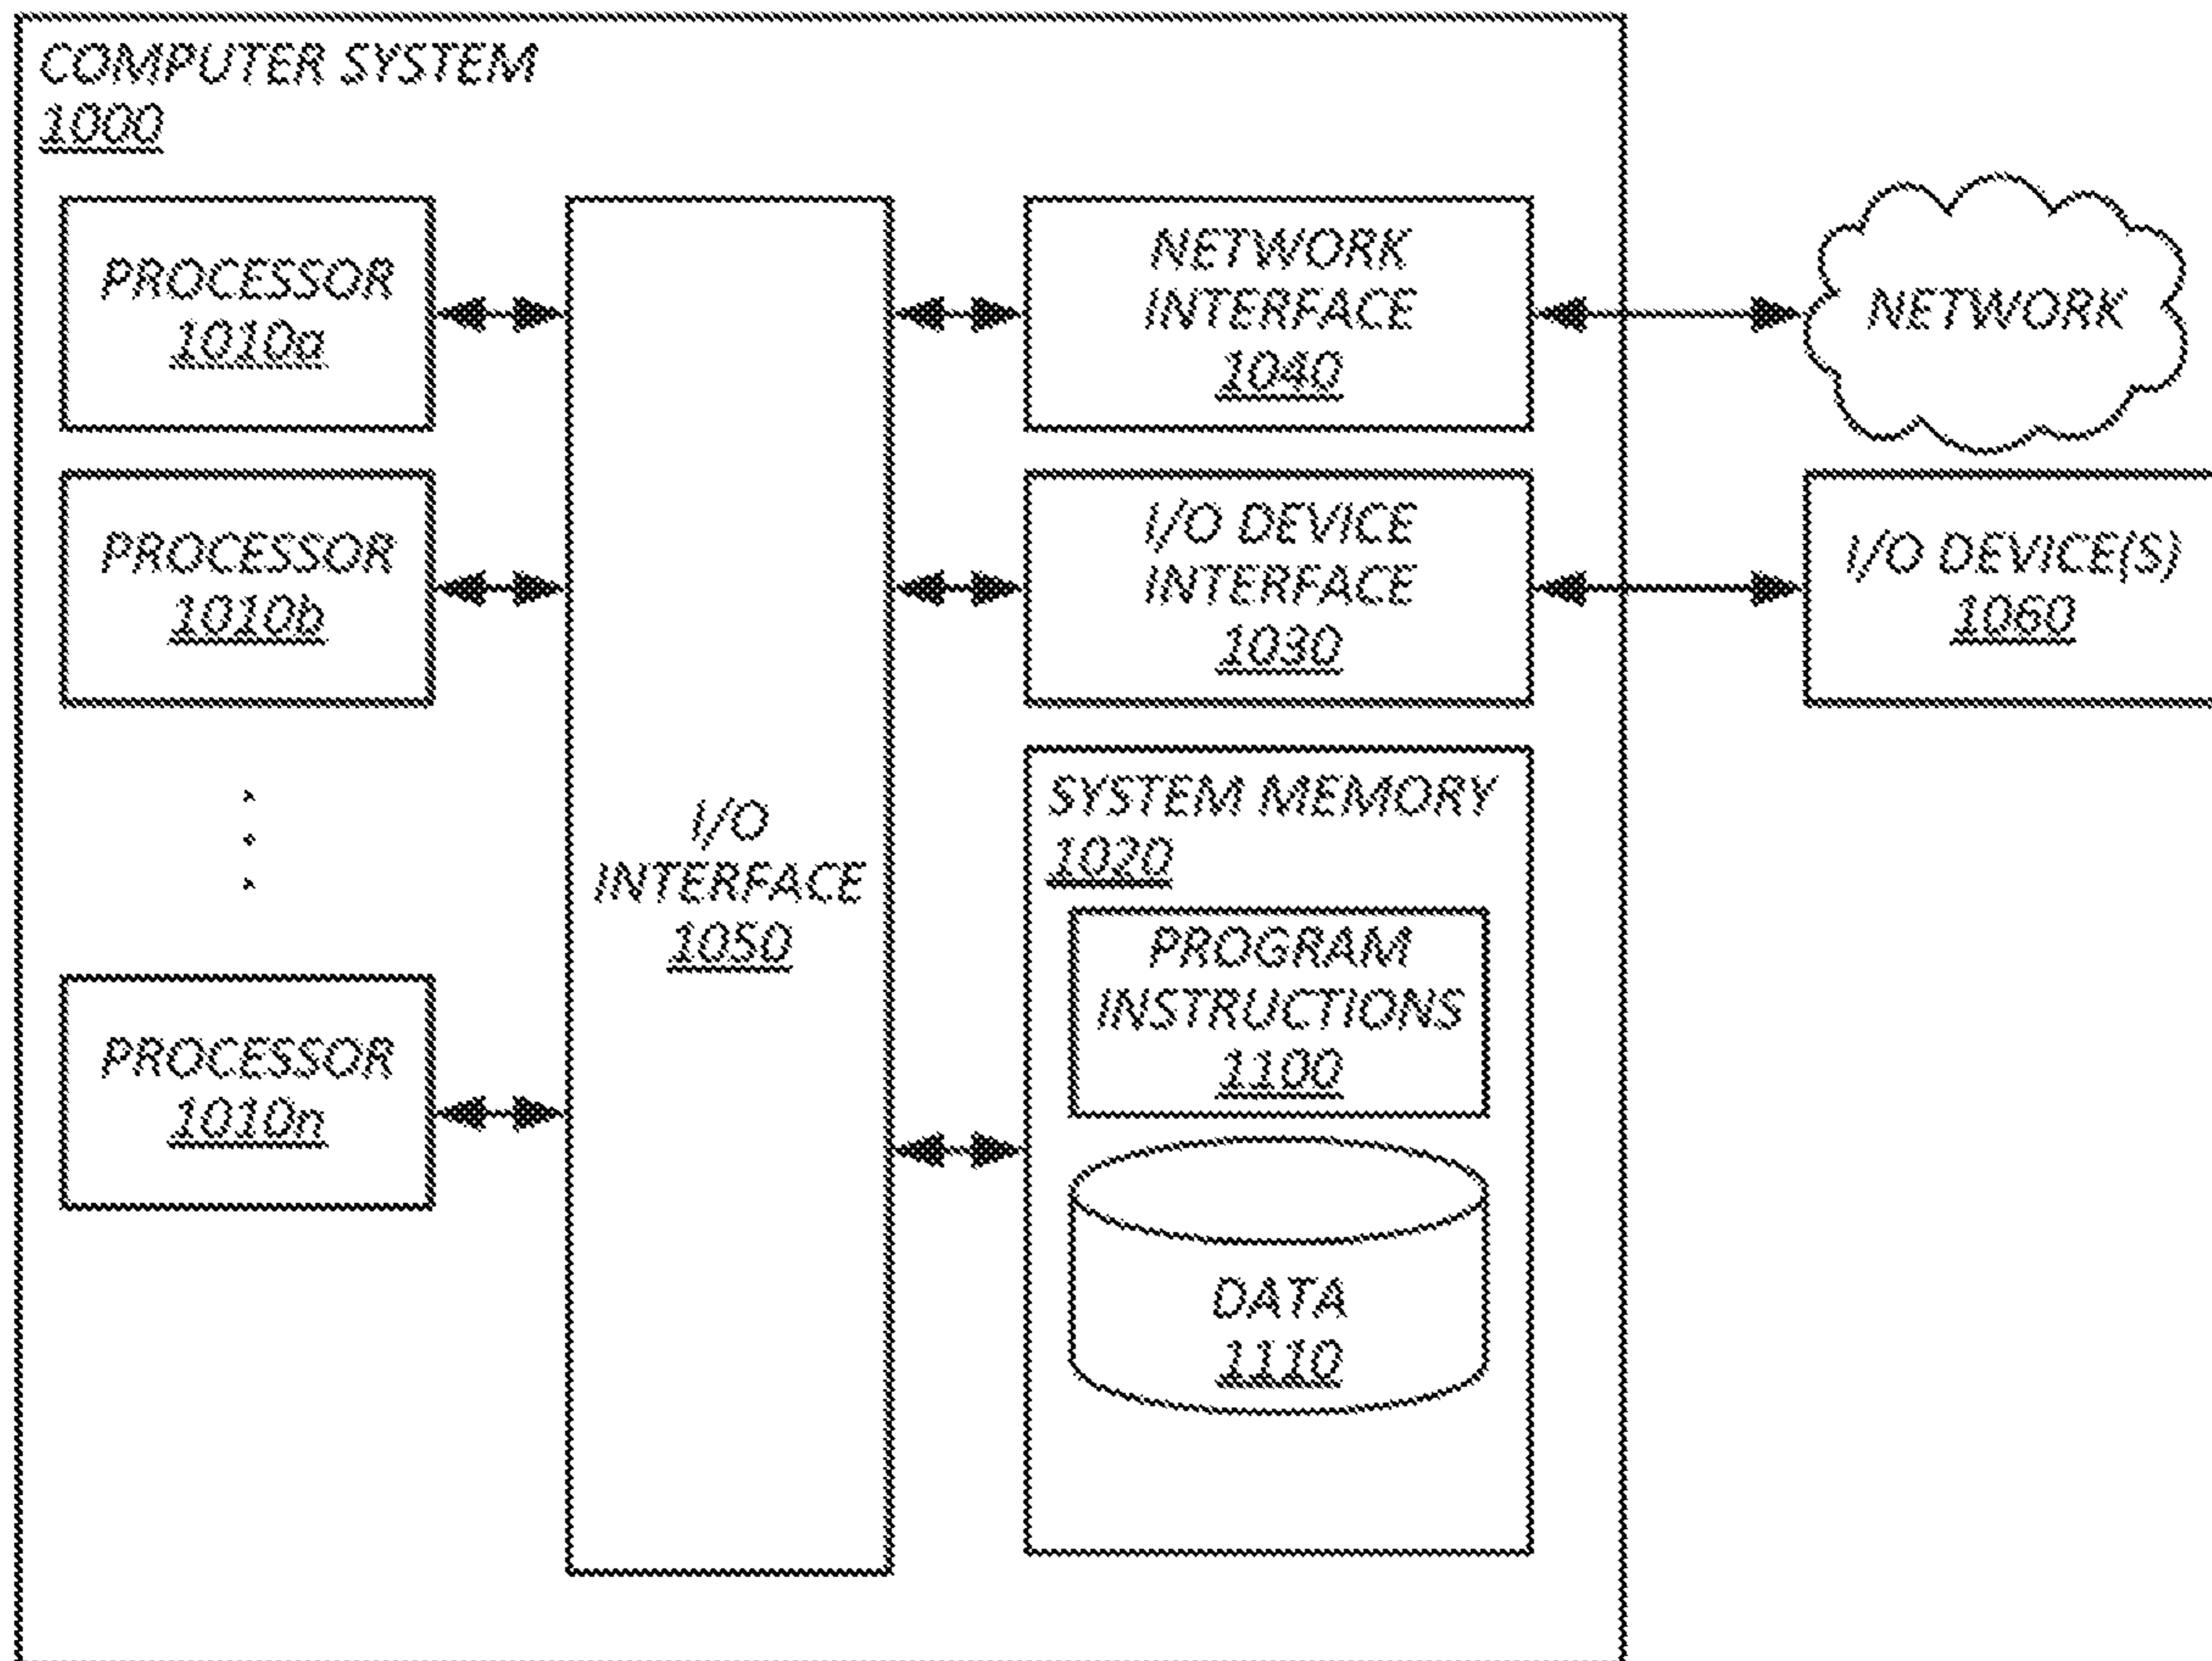 COMPUTER SYSTEM
1000
PROCESSOR
1010a
PROCESSOR
1010b
PROCESSOR
1010n
I/O
INTERFACE
1050
NETWORK
INTERFACE
1040
I/O DEVICE
INTERFACE
1030
SYSTEM MEMORY
1020
PROGRAM
INSTRUCTIONS
1100
DATA
1110
NETWORK
I/O DEVICE(S)
1060